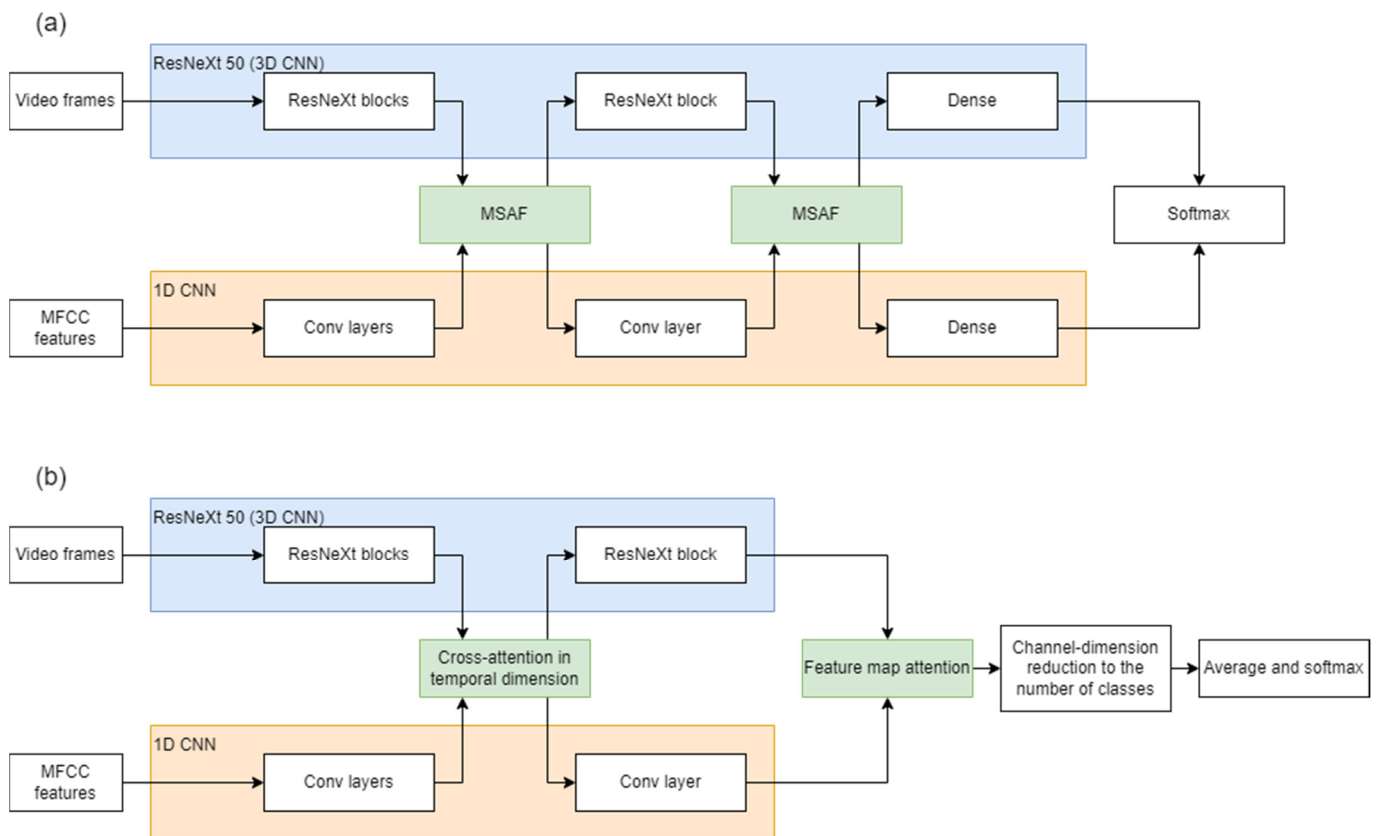 (a)
ResNeXt 50 (3D CNN)
Video frames
ResNeXt blocks
ResNeXt block
Dense
MSAF
MSAF
Softmax
1D CNN
MFCC
features
Conv layers
Conv layer
Dense
(b)
ResNeXt 50 (3D CNN)
Video frames
ResNeXt blocks
ResNeXt block
Cross-attention in
temporal dimension
Feature map attention
Channel-dimension
reduction to the
number of classes
Average and softmax
1D CNN
MFCC
features
Conv layers
Conv layer